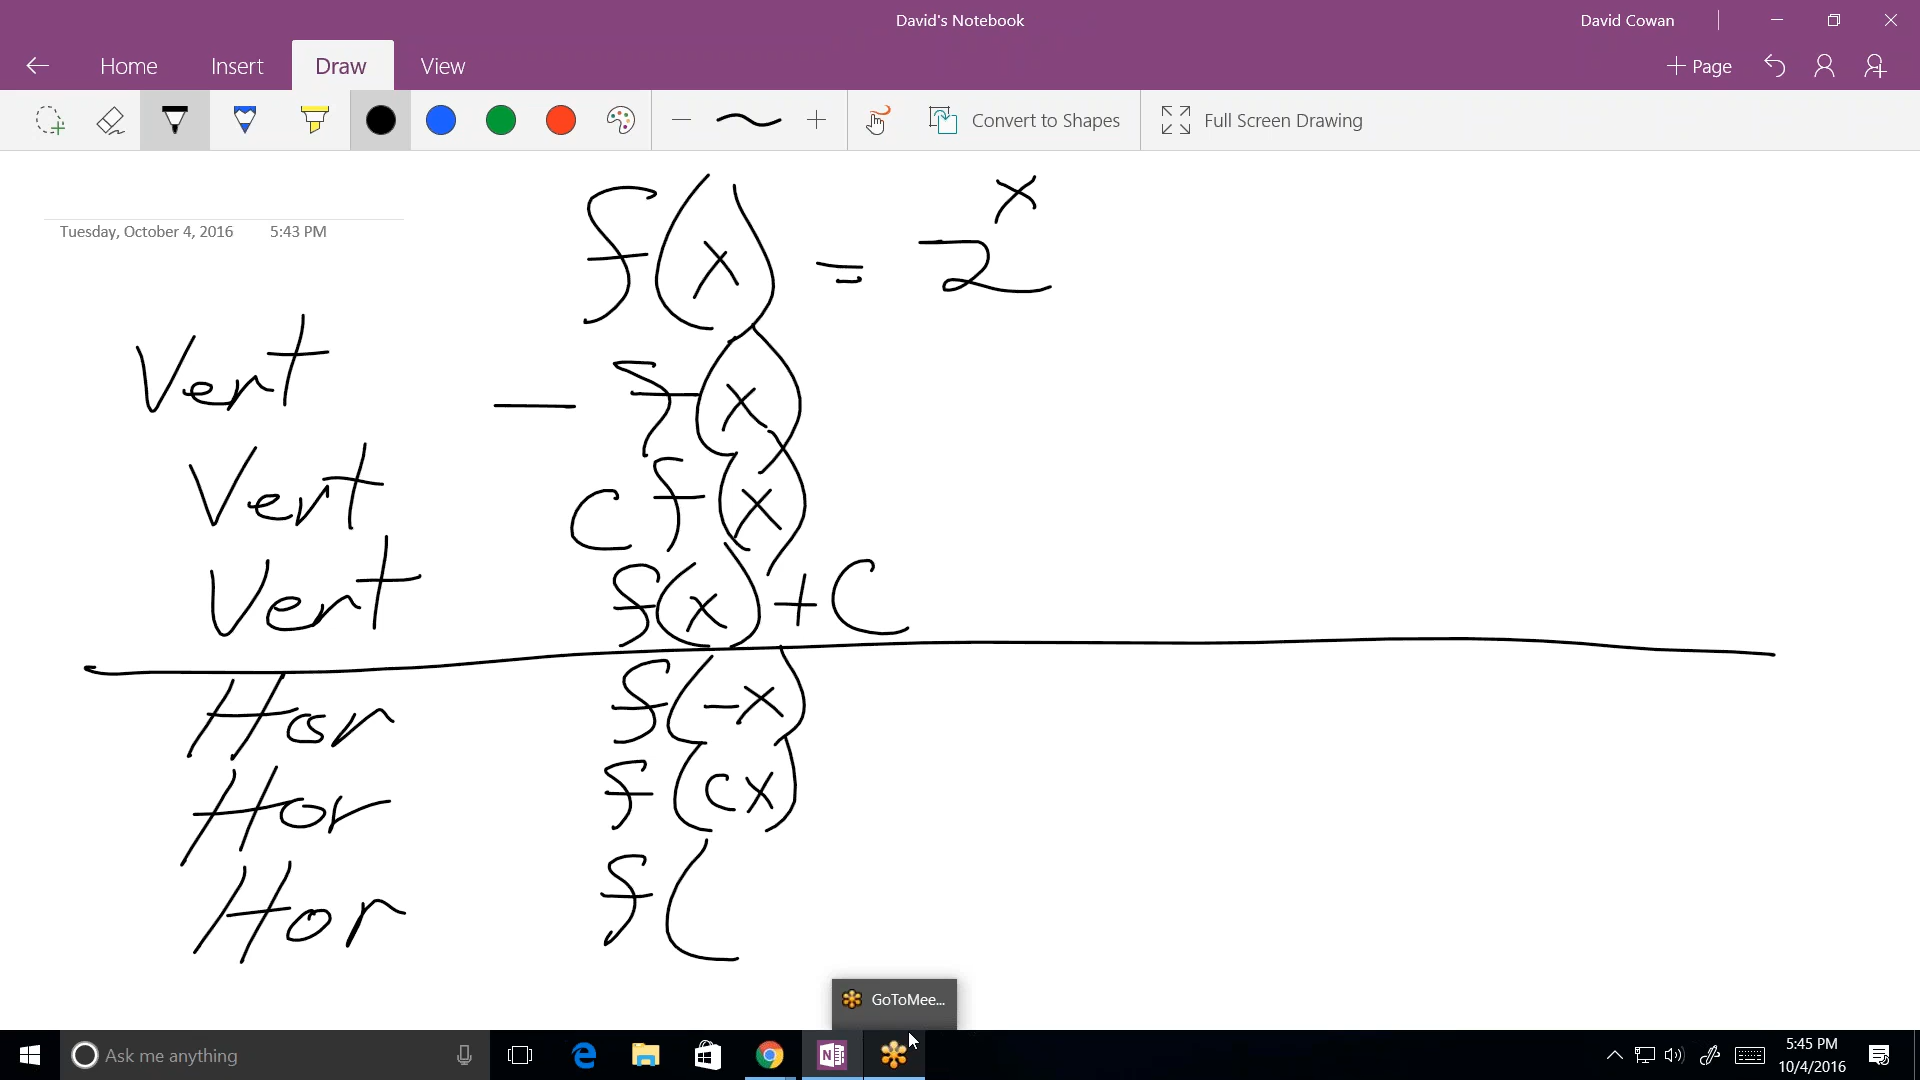 David's Notebook
David Cowan
Home Insert Draw View
Page
Convert to Shapes
Full Screen Drawing
Tuesday, October 4, 2016 5:43 PM
f(x) = 2^x
Vert - f(x)
Vert c f(x)
Vert f(x) + C
Hor f(-x)
Hor f(cx)
Hor f(
GoToMee...
Ask me anything
5:45 PM
10/4/2016